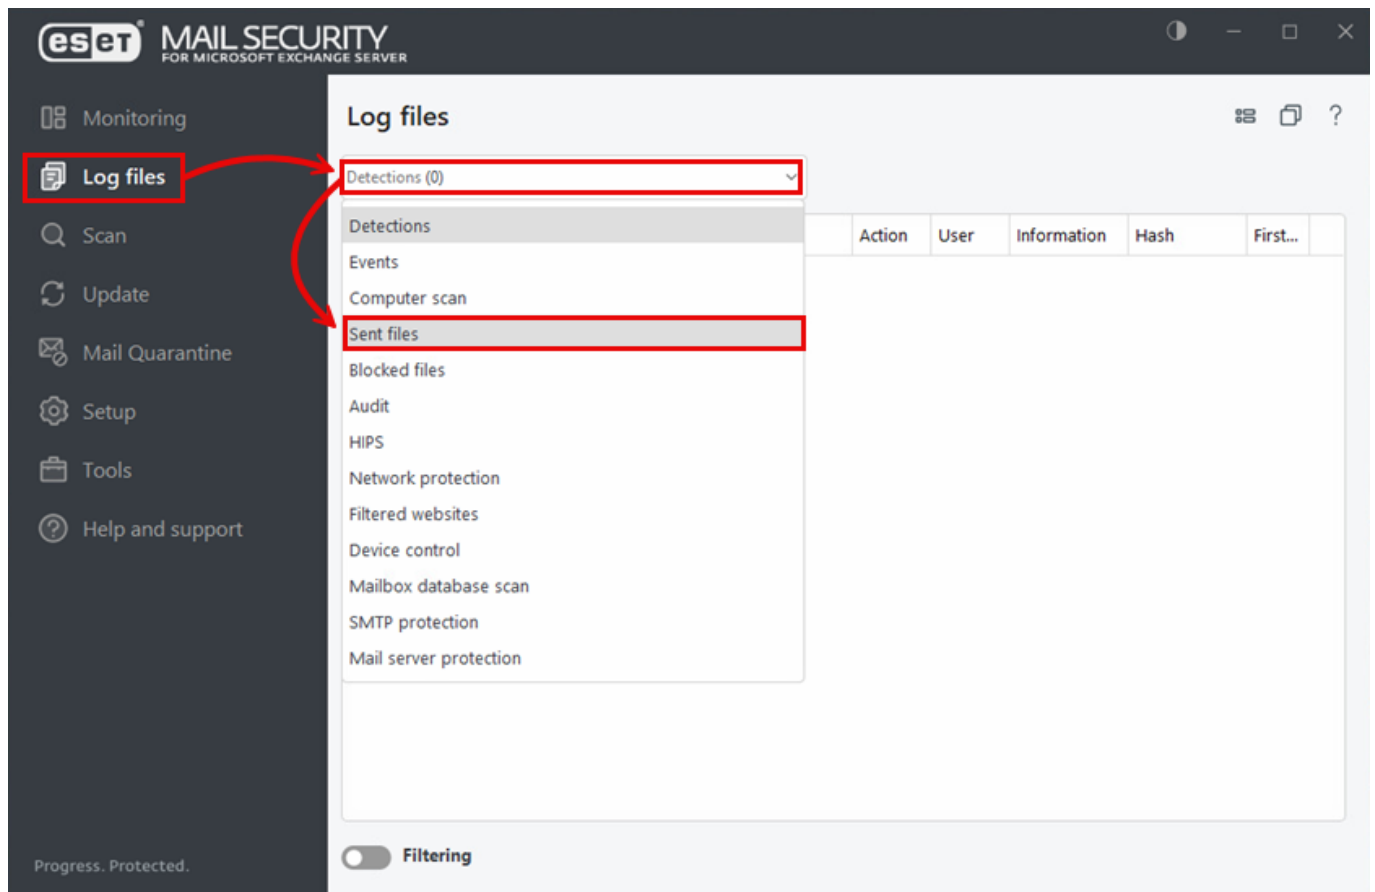 eset® MAIL SECURITY
FOR MICROSOFT EXCHANGE SERVER
Monitoring
Log files
Scan
Update
Mail Quarantine
Setup
Tools
Help and support
Progress. Protected.
Log files
?
Detections (0)
Action User Information Hash First...
Detections
Events
Computer scan
Sent files
Blocked files
Audit
HIPS
Network protection
Filtered websites
Device control
Mailbox database scan
SMTP protection
Mail server protection
Filtering